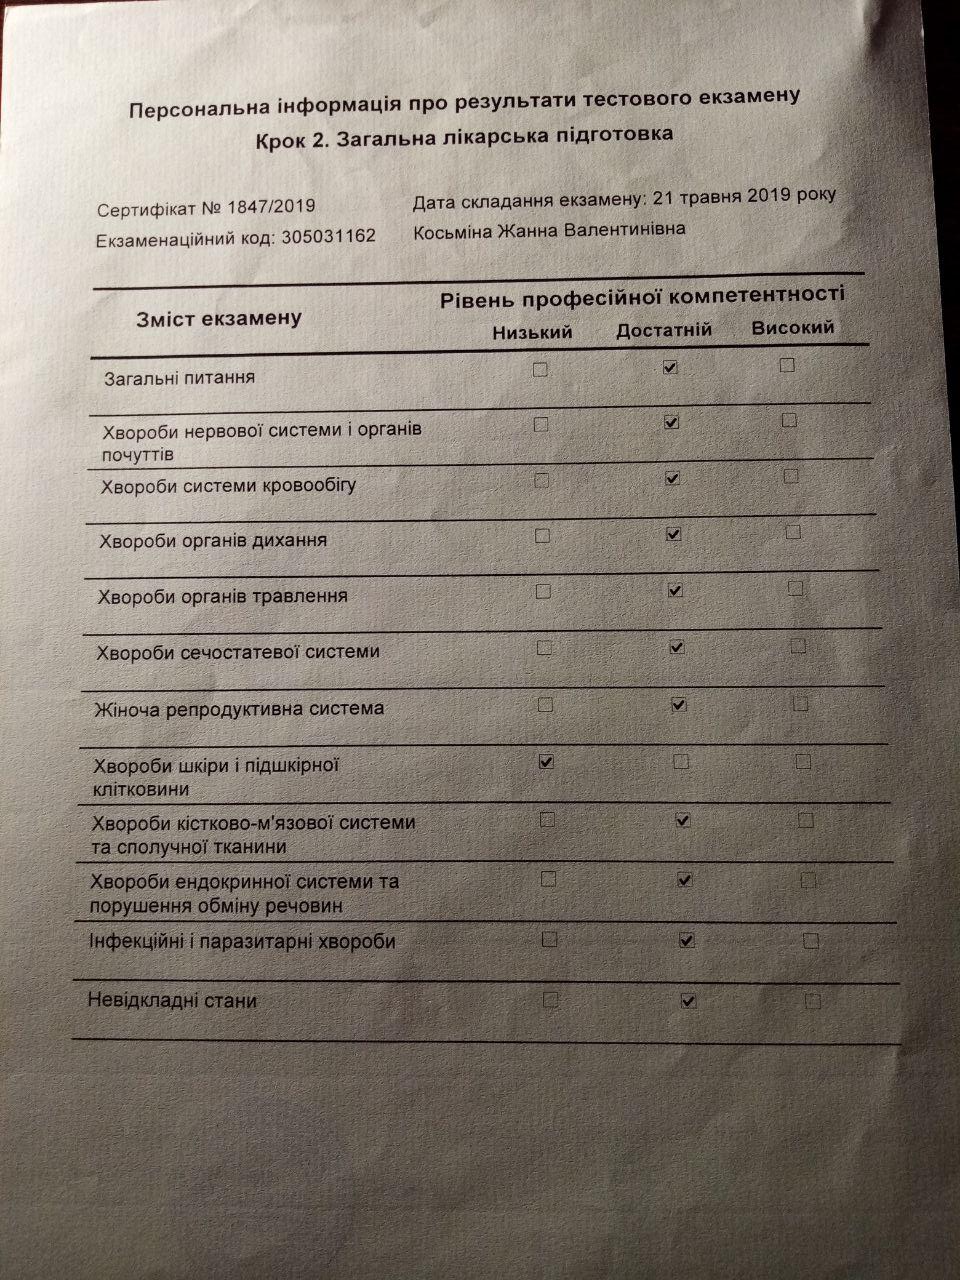 Персональна інформація про результати тестового екзамену
Крок 2. Загальна лікарська підготовка
Сертифікат № 1847/2019
Дата складання екзамену: 21 травня 2019 року
Екзаменаційний код: 305031162
Косьміна Жанна Валентинівна
Зміст екзамену
Рівень професійної компетентності
Низький Достатній Високий
Загальні питання
Хвороби нервової системи і органів
почуттів
Хвороби системи кровообігу
Хвороби органів дихання
Хвороби органів травлення
Хвороби сечостатевої системи
Жіноча репродуктивна система
Хвороби шкіри і підшкірної
клітковини
Хвороби кістково-м'язової системи
та сполучної тканини
Хвороби ендокринної системи та
порушення обміну речовин
Інфекційні і паразитарні хвороби
Невідкладні стани